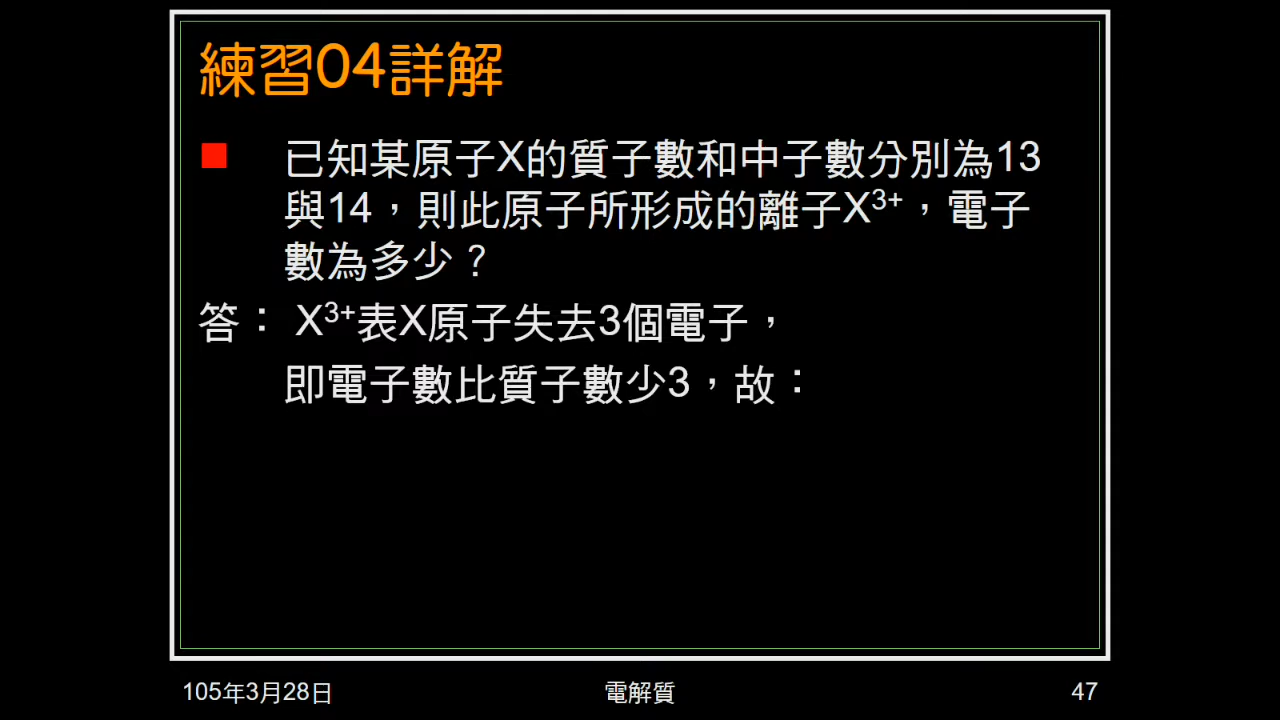 練習04詳解
已知某原子X的質子數和中子數分別為13
與14，則此原子所形成的離子X³⁺，電子
數為多少？
答： X³⁺表X原子失去3個電子，
即電子數比質子數少3，故：
105年3月28日
電解質
47